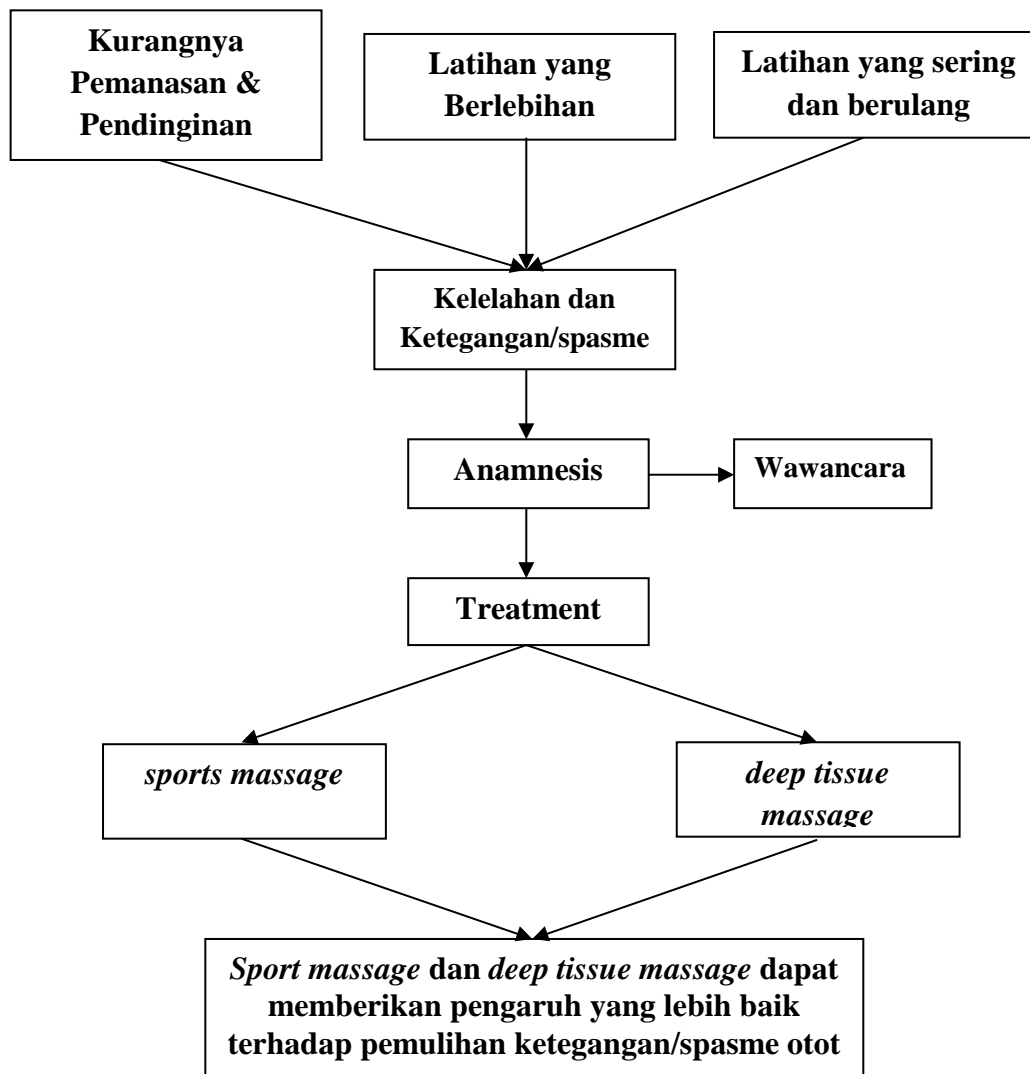 Kurangnya
Pemanasan &
Pendinginan
Latihan yang
Berlebihan
Latihan yang sering
dan berulang
Kelelahan dan
Ketegangan/spasme
Anamnesis
Wawancara
Treatment
sports massage
deep tissue
massage
Sport massage dan deep tissue massage dapat
memberikan pengaruh yang lebih baik
terhadap pemulihan ketegangan/spasme otot